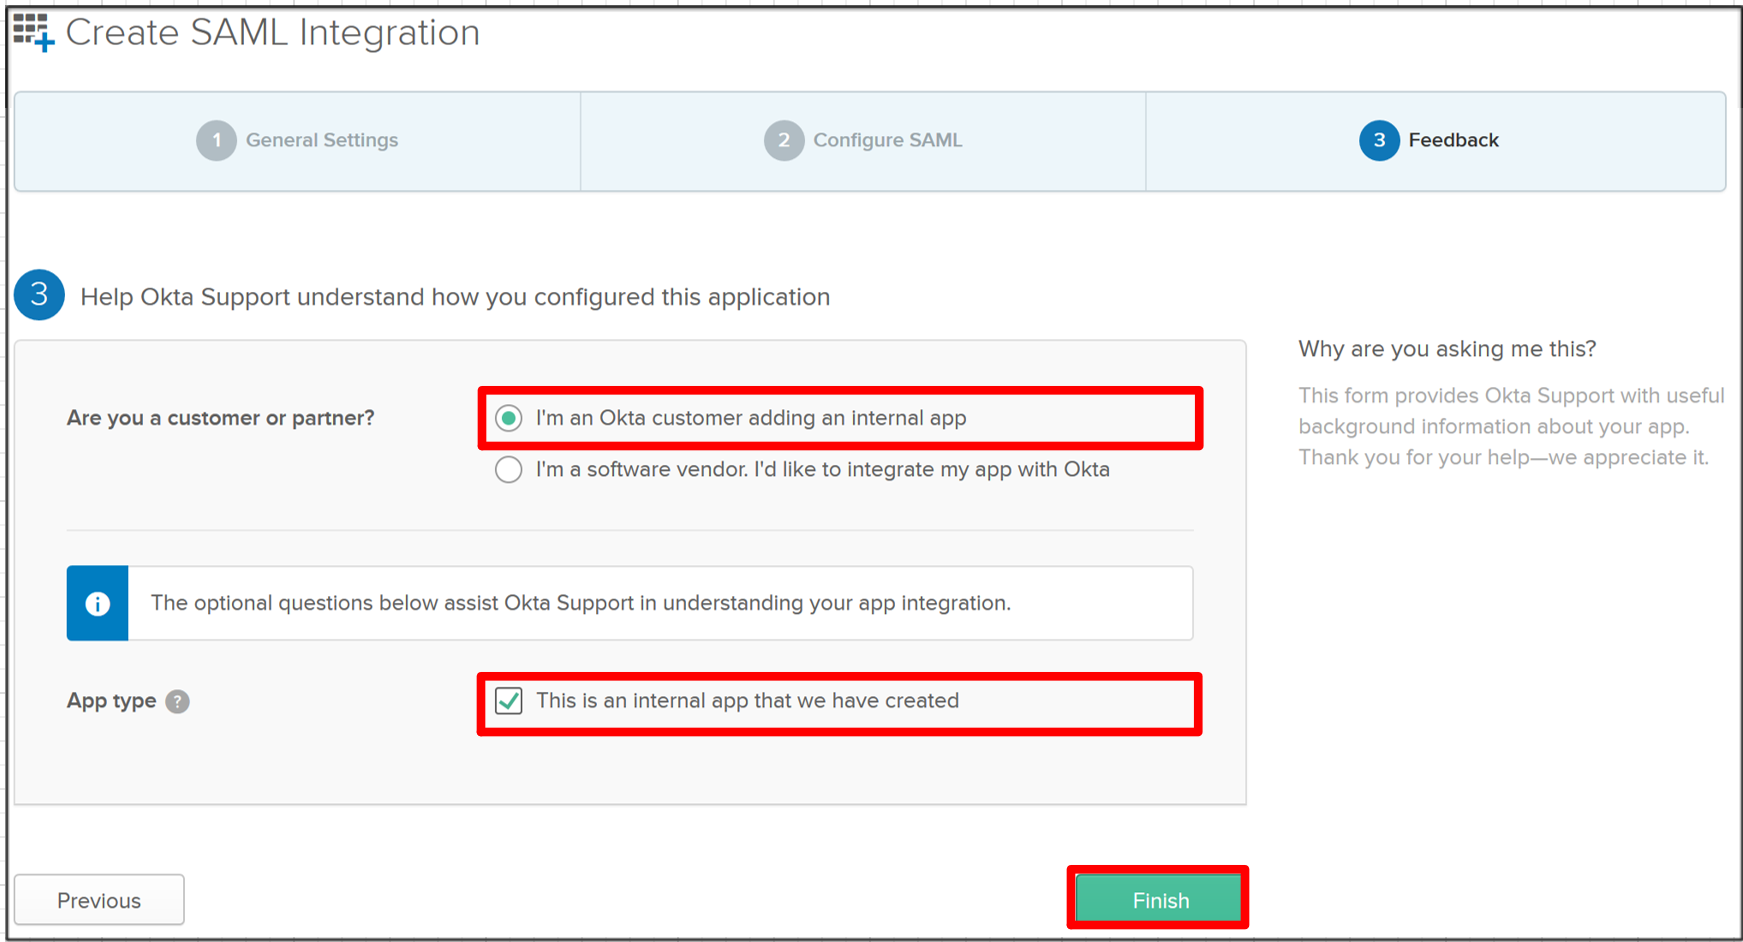 Create SAML Integration
1 General Settings
2 Configure SAML
3 Feedback
3 Help Okta Support understand how you configured this application
Are you a customer or partner?
I'm an Okta customer adding an internal app
I'm a software vendor. I'd like to integrate my app with Okta
The optional questions below assist Okta Support in understanding your app integration.
App type ?
This is an internal app that we have created
Why are you asking me this?
This form provides Okta Support with useful
background information about your app.
Thank you for your help—we appreciate it.
Previous
Finish